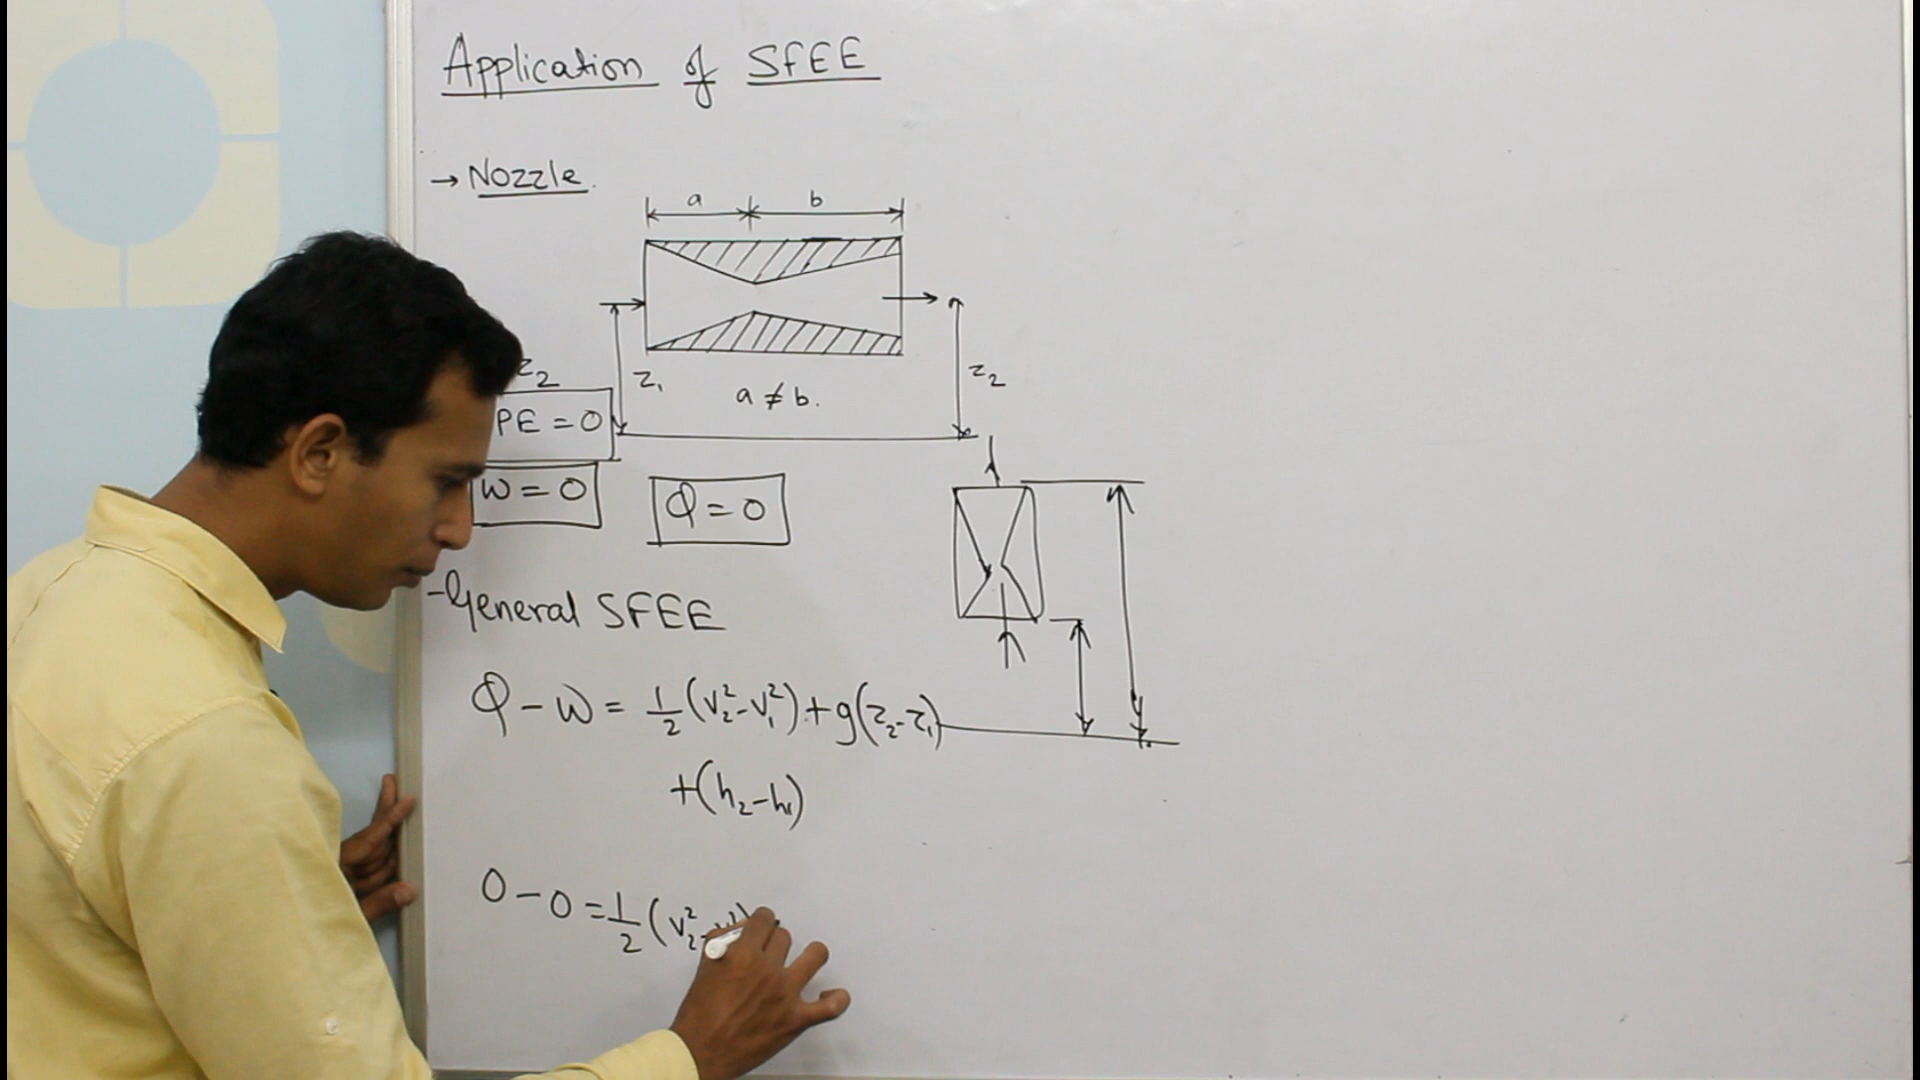 Application of SFEE
→ Nozzle.
a b
z₂ z₁ z₂
a ≠ b.
PE = 0
W = 0 Q = 0
-General SFEE
Q - W = 1/2 (v₂² - v₁²) + g(z₂ - z₁)
+ (h₂ - h₁)
0 - 0 = 1/2 (v₂² -